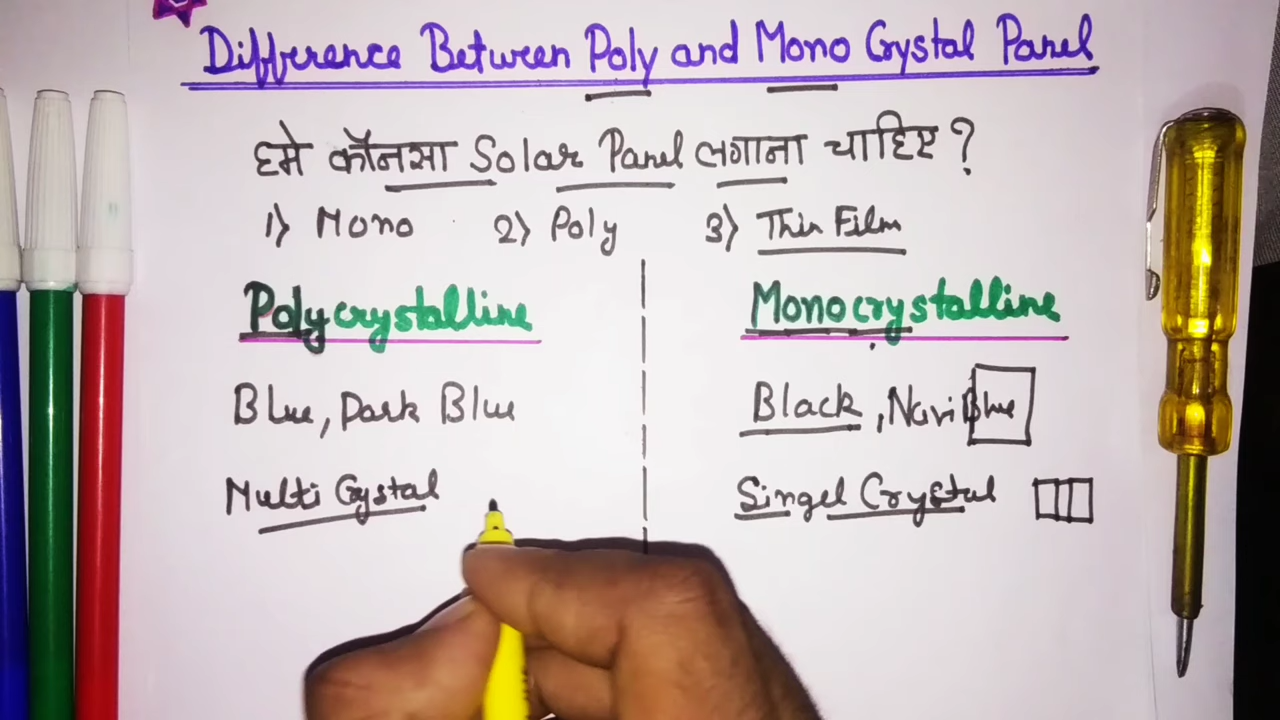 Difference Between Poly and Mono Crystal Panel
हमे कौनसा Solar Panel लगाना चाहिए ?
1) Mono 2) Poly 3) Thin Film
Polycrystalline Monocrystalline
Blue, Dark Blue Black, Navi Blue
Multi Crystal Singel Crystal